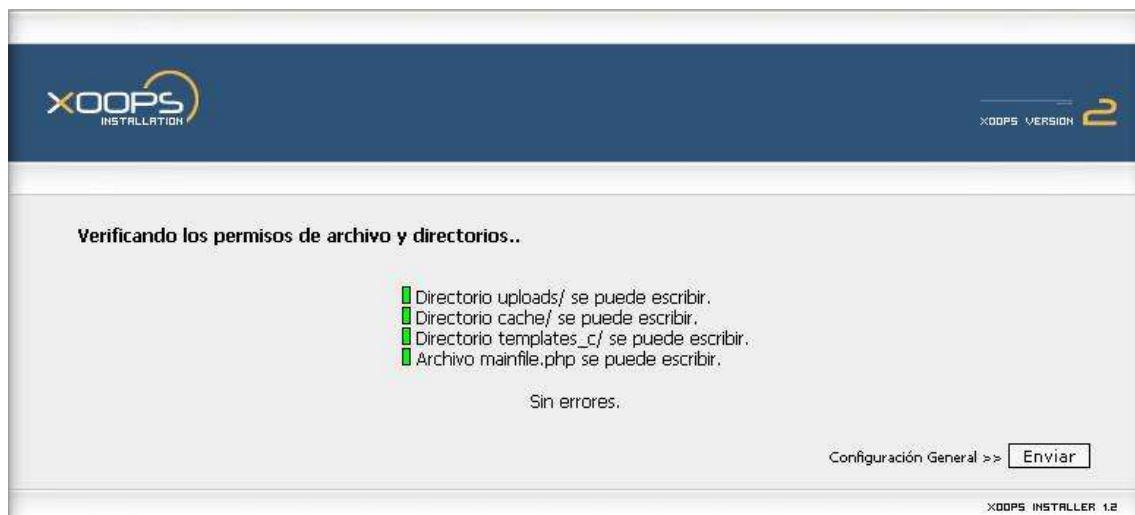 XOOPS
INSTALLATION
XOOPS VERSION 2
Verificando los permisos de archivo y directorios..
Directorio uploads/ se puede escribir.
Directorio cache/ se puede escribir.
Directorio templates_c/ se puede escribir.
Archivo mainfile.php se puede escribir.
Sin errores.
Configuración General >> Enviar
XOOPS INSTALLER 1.2